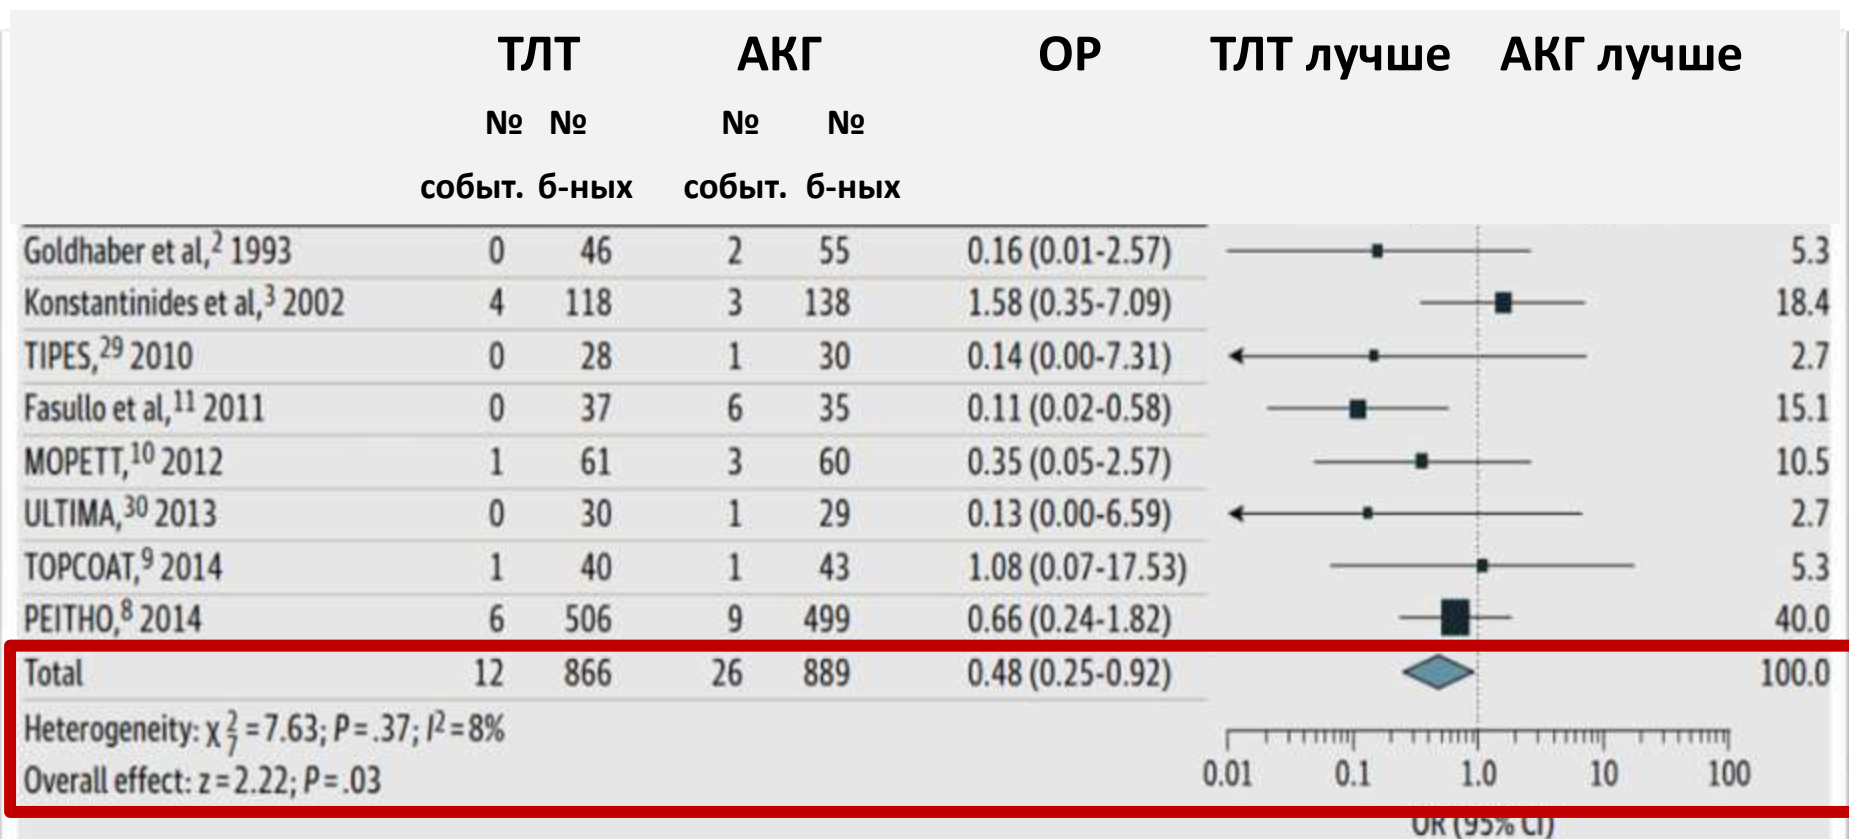 ТЛТ АКГ ОР ТЛТ лучше АКГ лучше
№ № № №
событ. б-ных событ. б-ных
Goldhaber et al,2 1993 0 46 2 55 0.16 (0.01-2.57) 5.3
Konstantinides et al,3 2002 4 118 3 138 1.58 (0.35-7.09) 18.4
TIPES,29 2010 0 28 1 30 0.14 (0.00-7.31) 2.7
Fasullo et al,11 2011 0 37 6 35 0.11 (0.02-0.58) 15.1
MOPETT,10 2012 1 61 3 60 0.35 (0.05-2.57) 10.5
ULTIMA,30 2013 0 30 1 29 0.13 (0.00-6.59) 2.7
TOPCOAT,9 2014 1 40 1 43 1.08 (0.07-17.53) 5.3
PEITHO,8 2014 6 506 9 499 0.66 (0.24-1.82) 40.0
Total 12 866 26 889 0.48 (0.25-0.92) 100.0
Heterogeneity: χ²₇ = 7.63; P = .37; I² = 8%
Overall effect: z = 2.22; P = .03
0.01 0.1 1.0 10 100
OR (95% CI)